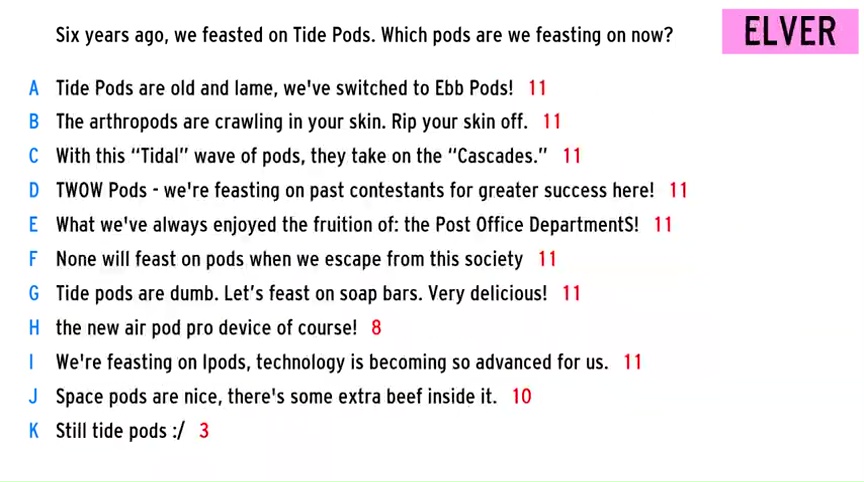 Six years ago, we feasted on Tide Pods. Which pods are we feasting on now?
ELVER
A Tide Pods are old and lame, we've switched to Ebb Pods! 11
B The arthropods are crawling in your skin. Rip your skin off. 11
C With this “Tidal” wave of pods, they take on the “Cascades.” 11
D TWOW Pods - we're feasting on past contestants for greater success here! 11
E What we've always enjoyed the fruition of: the Post Office DepartmentS! 11
F None will feast on pods when we escape from this society 11
G Tide pods are dumb. Let’s feast on soap bars. Very delicious! 11
H the new air pod pro device of course! 8
I We're feasting on Ipods, technology is becoming so advanced for us. 11
J Space pods are nice, there's some extra beef inside it. 10
K Still tide pods :/ 3